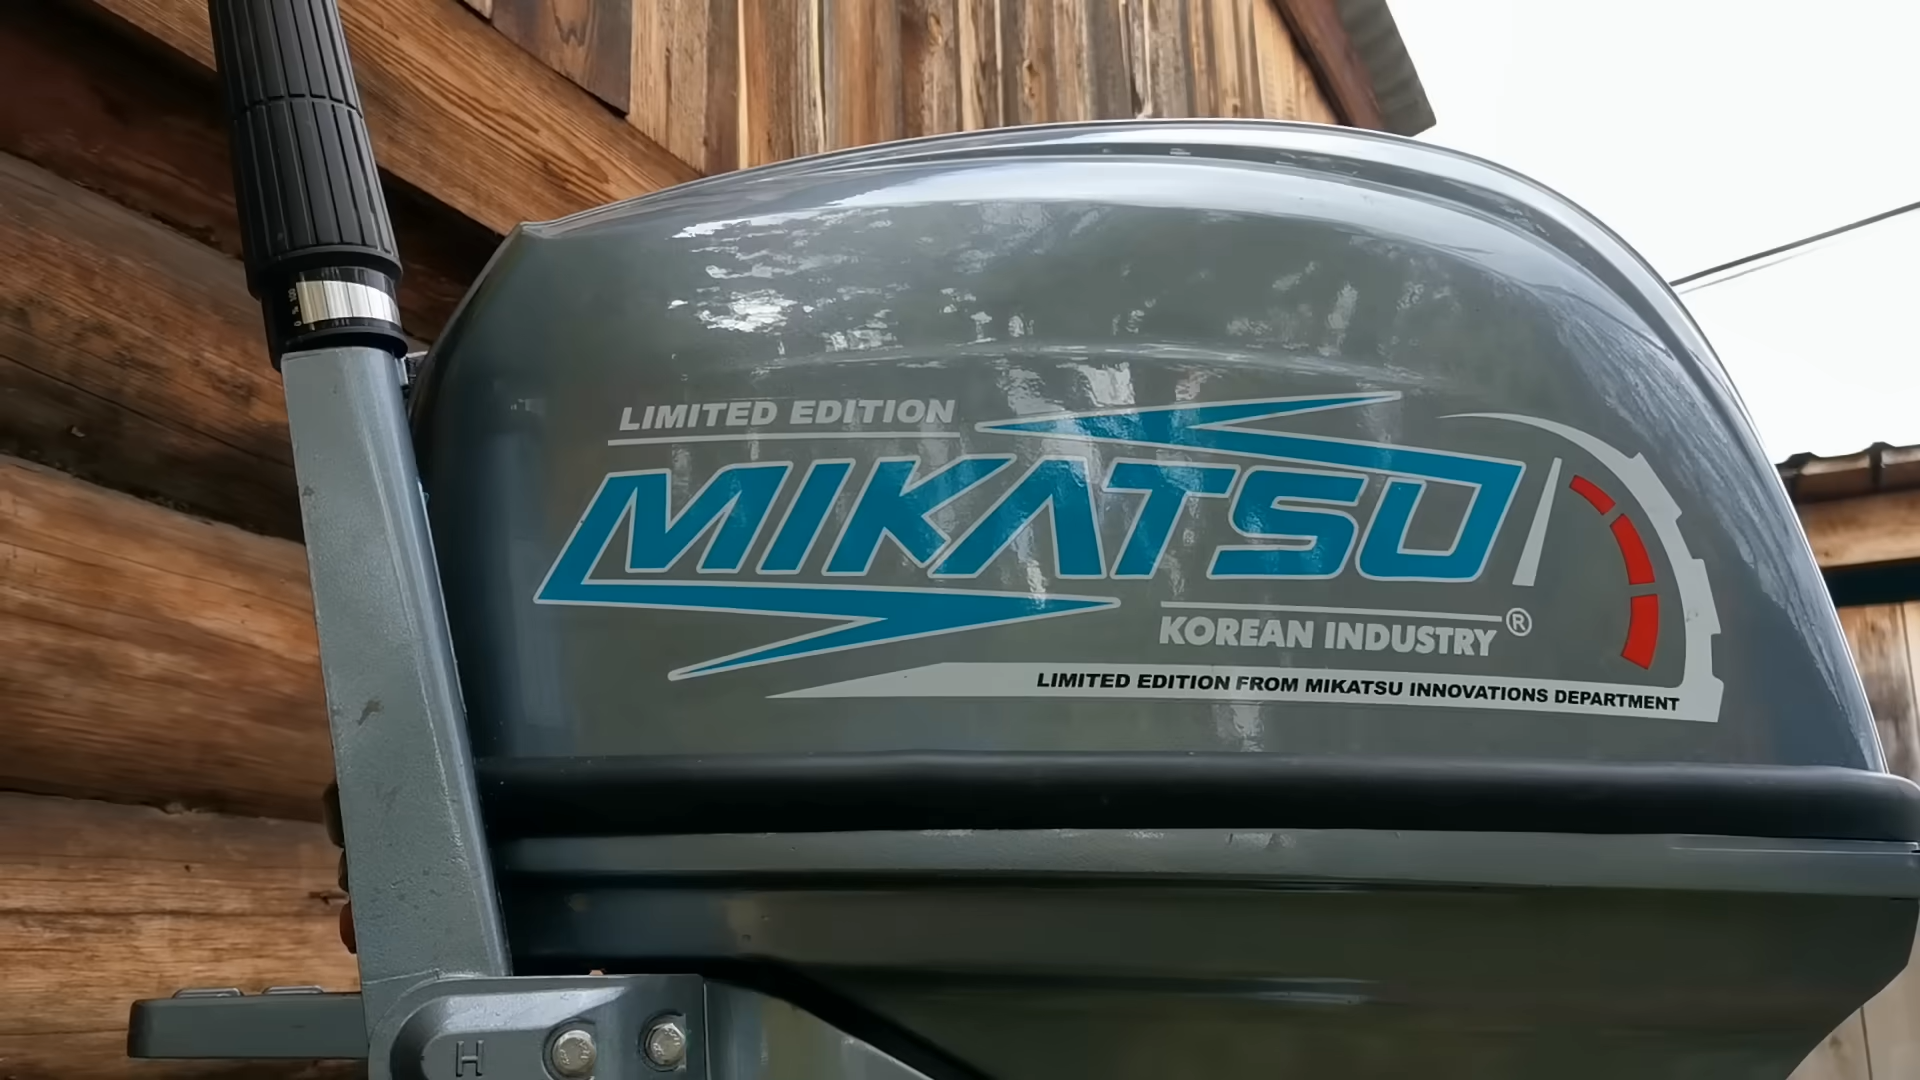 LIMITED EDITION
MIKATSU
KOREAN INDUSTRY ®
LIMITED EDITION FROM MIKATSU INNOVATIONS DEPARTMENT
H